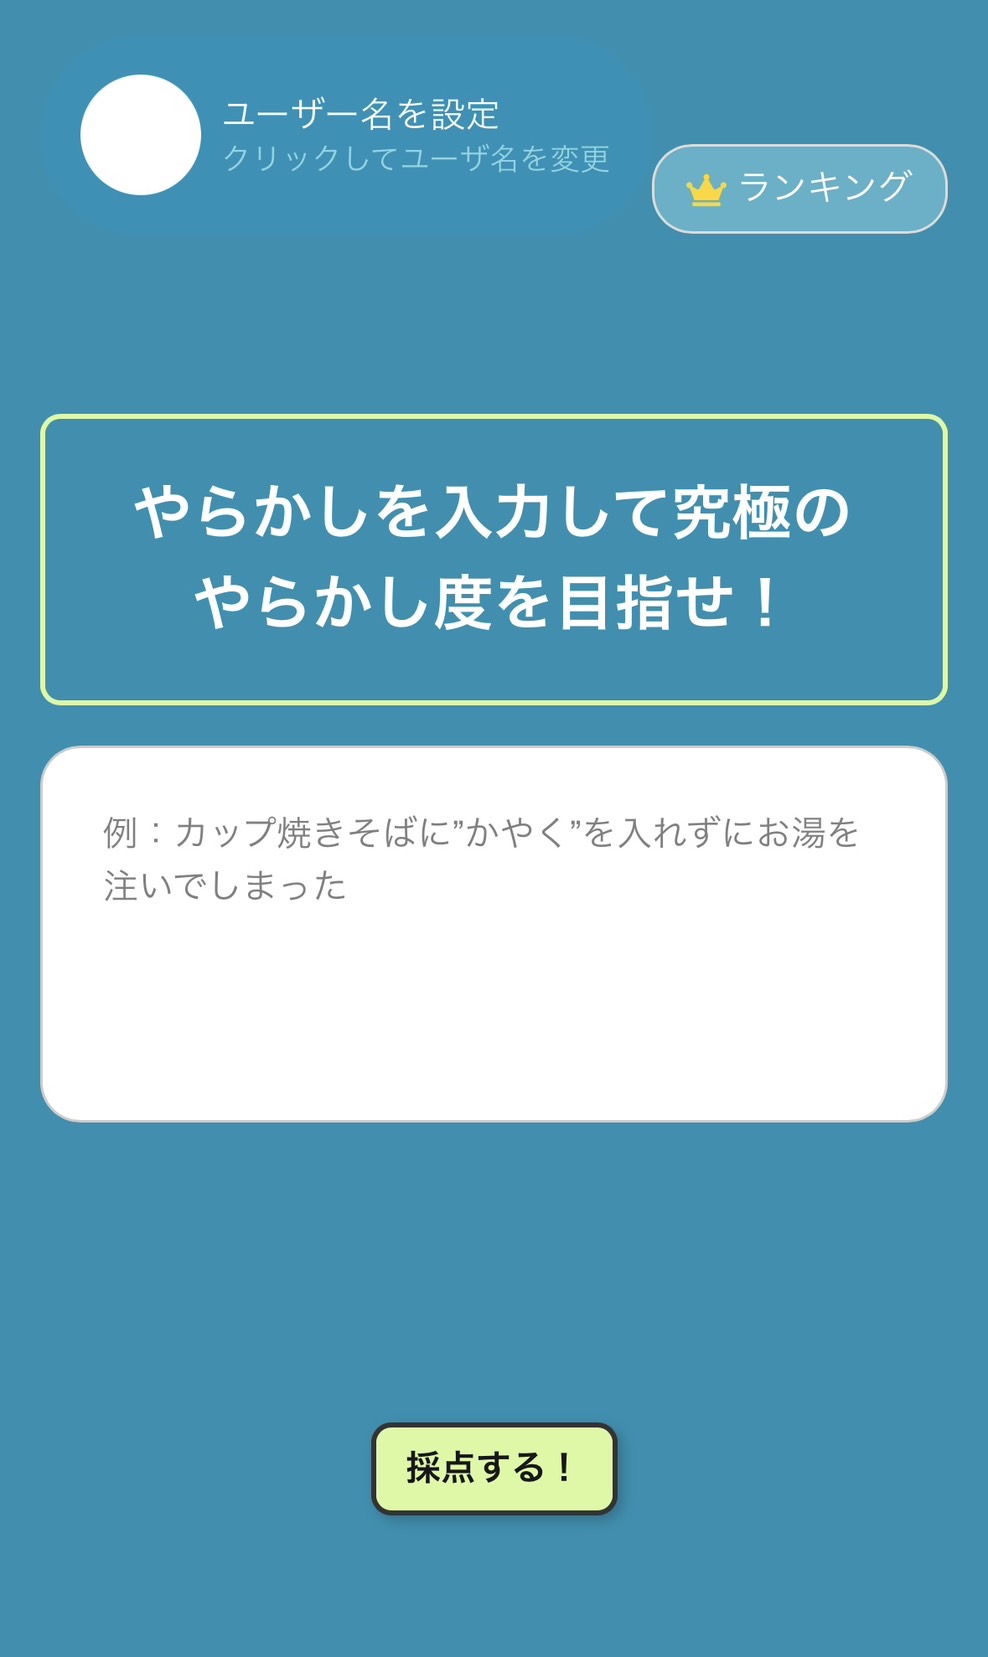 ユーザー名を設定
クリックしてユーザ名を変更
ランキング
やらかしを入力して究極の
やらかし度を目指せ！
例：カップ焼きそばに”かやく”を入れずにお湯を
注いでしまった
採点する！